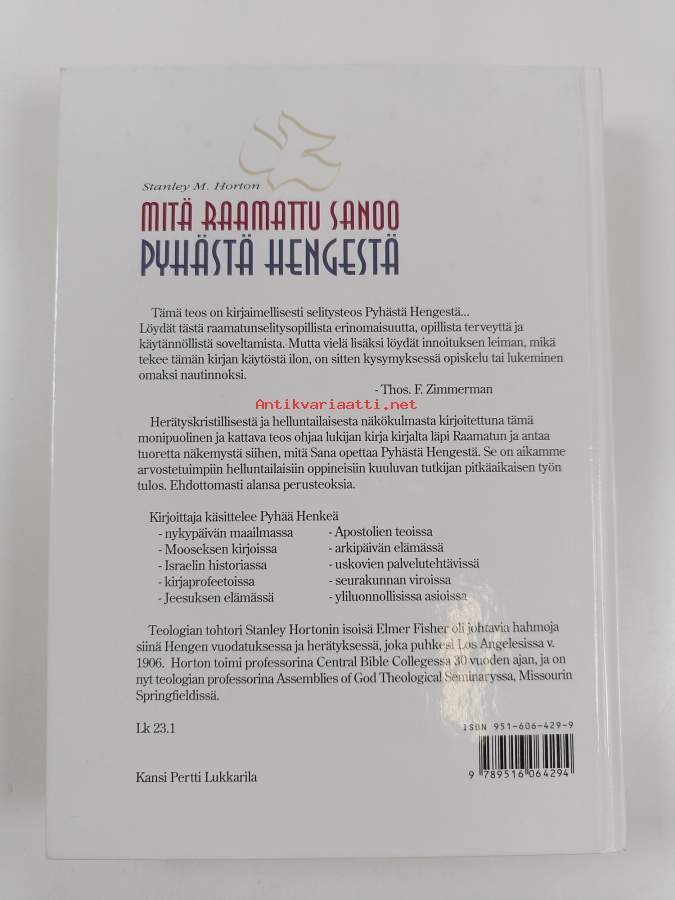 Stanley M. Horton
MITÄ RAAMATTU SANOO
PYHÄSTÄ HENGESTÄ
Tämä teos on kirjaimellisesti selitysteos Pyhästä Hengestä...
Löydät tästä raamatunselitysopillista erinomaisuutta, opillista terveyttä ja
käytännöllistä soveltamista. Mutta vielä lisäksi löydät innoituksen leiman, mikä
tekee tämän kirjan käytöstä ilon, on sitten kysymyksessä opiskelu tai lukeminen
omaksi nautinnoksi.
- Thos. F. Zimmerman
Antikvariaatti.net
Herätyskristillisestä ja helluntailaisesta näkökulmasta kirjoitettuna tämä
monipuolinen ja kattava teos ohjaa lukijan kirja kirjalta läpi Raamatun ja antaa
tuoretta näkemystä siihen, mitä Sana opettaa Pyhästä Hengestä. Se on aikamme
arvostetuimpiin helluntailaisiin oppineisiin kuuluvan tutkijan pitkäaikaisen työn
tulos. Ehdottomasti alansa perusteoksia.
Kirjoittaja käsittelee Pyhää Henkeä
- nykypäivän maailmassa
- Mooseksen kirjoissa
- Israelin historiassa
- kirjaprofeetoissa
- Jeesuksen elämässä
- Apostolien teoissa
- arkipäivän elämässä
- uskovien palvelutehtävissä
- seurakunnan viroissa
- yliluonnollisissa asioissa
Teologian tohtori Stanley Hortonin isoisä Elmer Fisher oli johtavia hahmoja
siinä Hengen vuodatuksessa ja herätyksessä, joka puhkesi Los Angelesissa v.
1906. Horton toimi professorina Central Bible Collegessa 30 vuoden ajan, ja on
nyt teologian professorina Assemblies of God Theological Seminaryssa, Missourin
Springfieldissä.
Lk 23.1
ISBN 951-606-429-9
9 789516 064294
Kansi Pertti Lukkarila